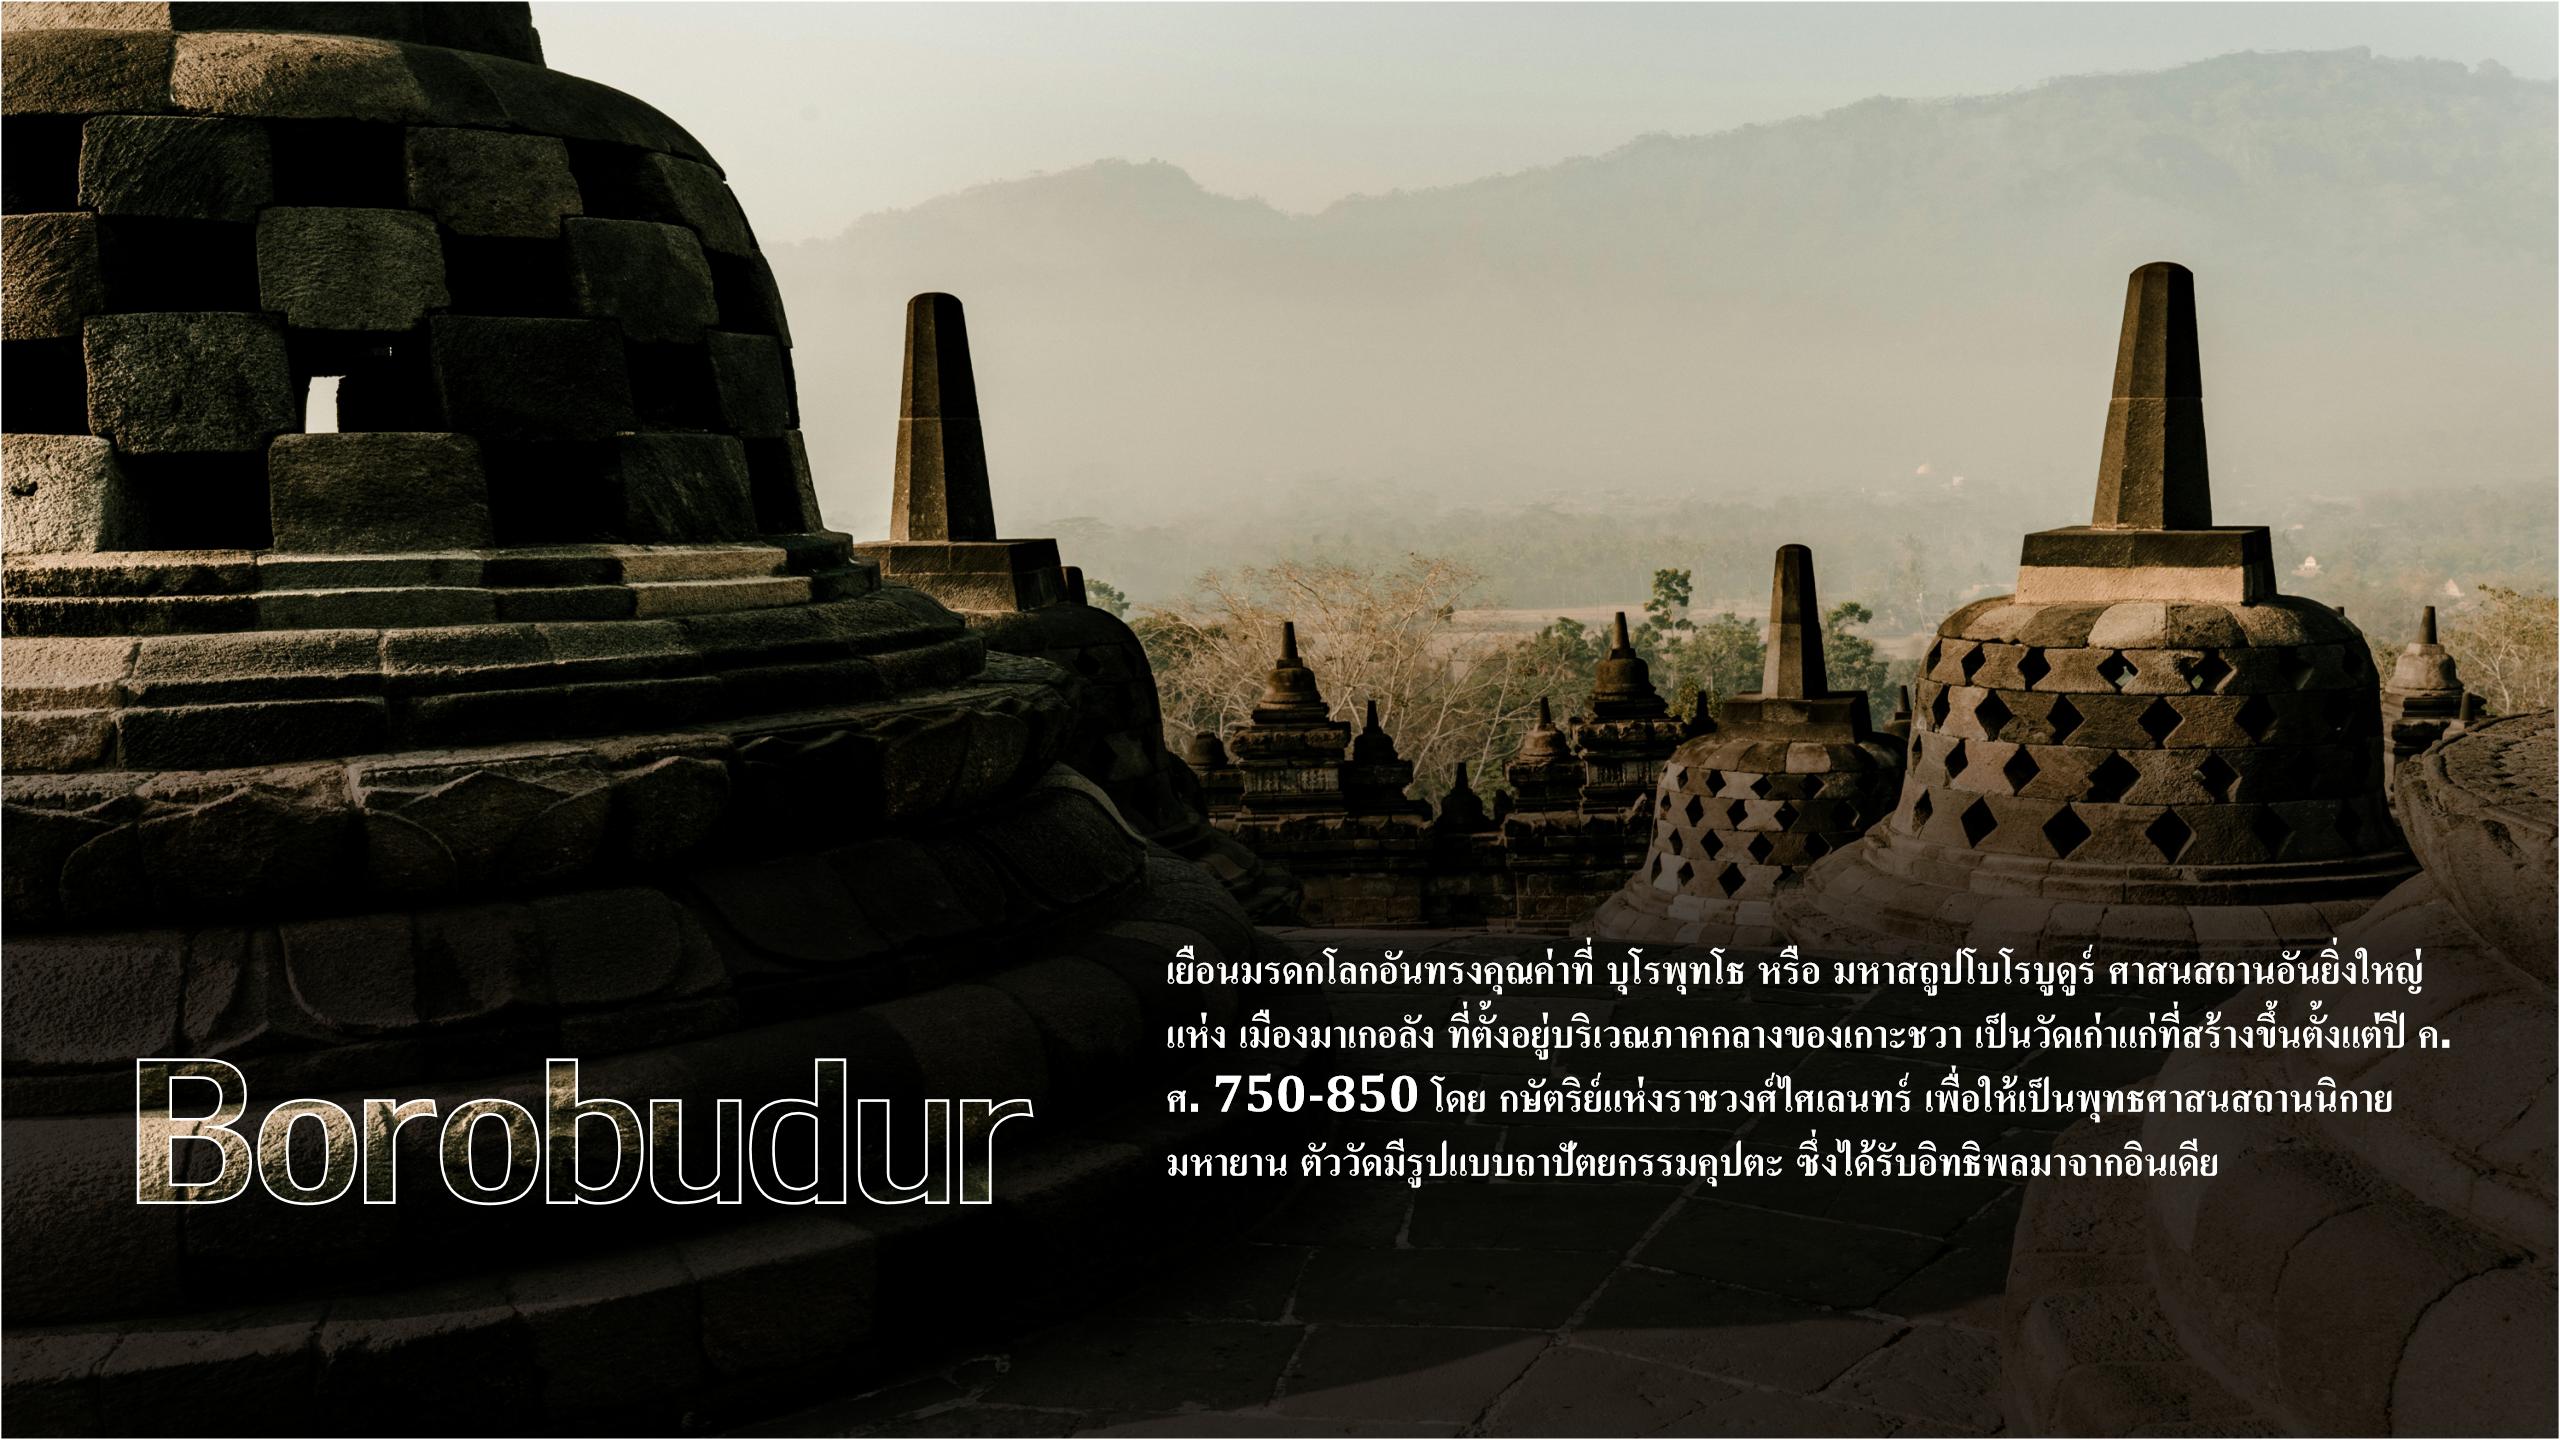 Borobudur
เยือนมรดกโลกอันทรงคุณค่าที่ บุโรพุทโธ หรือ มหาสถูปโบโรบูดูร์ ศาสนสถานอันยิ่งใหญ่
แห่ง เมืองมาเกอลัง ที่ตั้งอยู่บริเวณภาคกลางของเกาะชวา เป็นวัดเก่าแก่ที่สร้างขึ้นตั้งแต่ปี ค.
ศ. 750-850 โดย กษัตริย์แห่งราชวงศ์ไศเลนทร์ เพื่อให้เป็นพุทธศาสนสถานนิกาย
มหายาน ตัววัดมีรูปแบบถาปัตยกรรมคุปตะ ซึ่งได้รับอิทธิพลมาจากอินเดีย